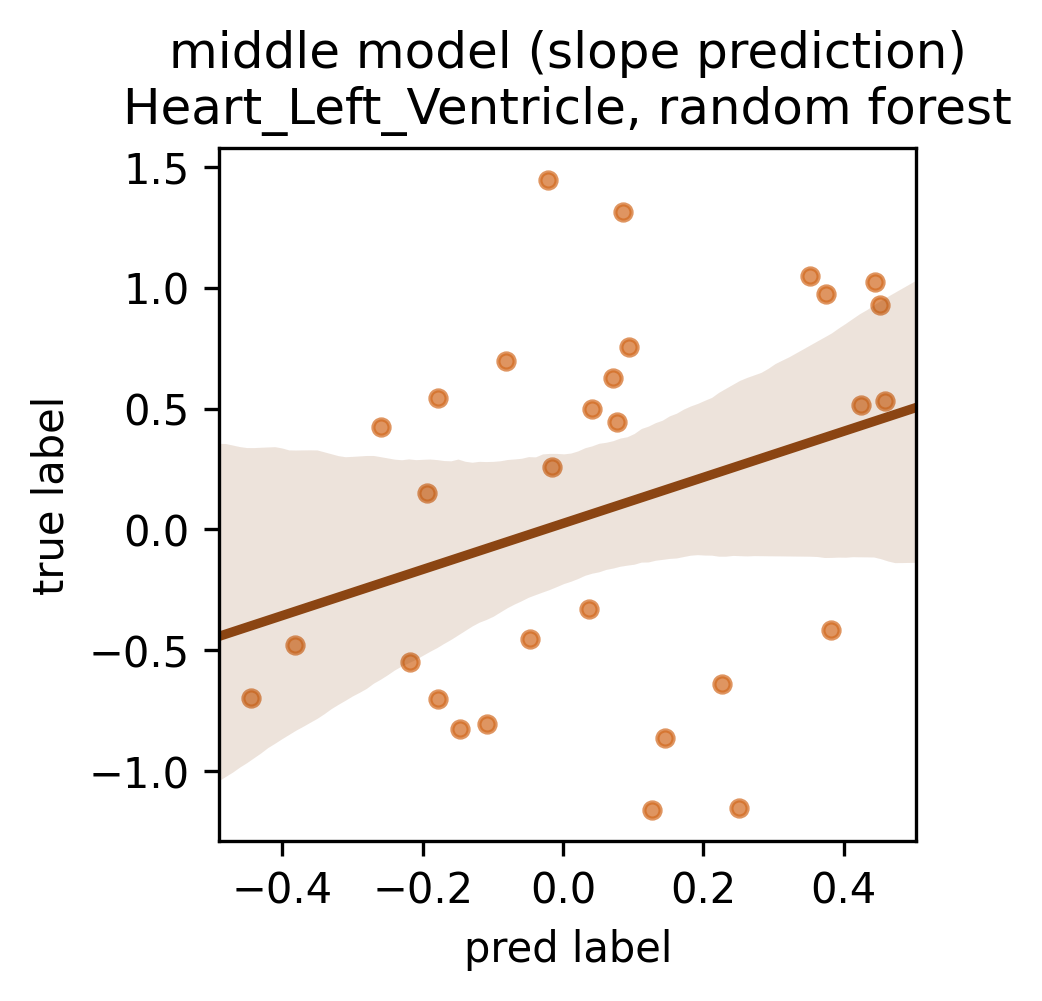 middle model (slope prediction)
Heart_Left_Ventricle, random forest
1.5
1.0
0.5
0.0
−0.5
−1.0
true label
−0.4 −0.2 0.0 0.2 0.4
pred label